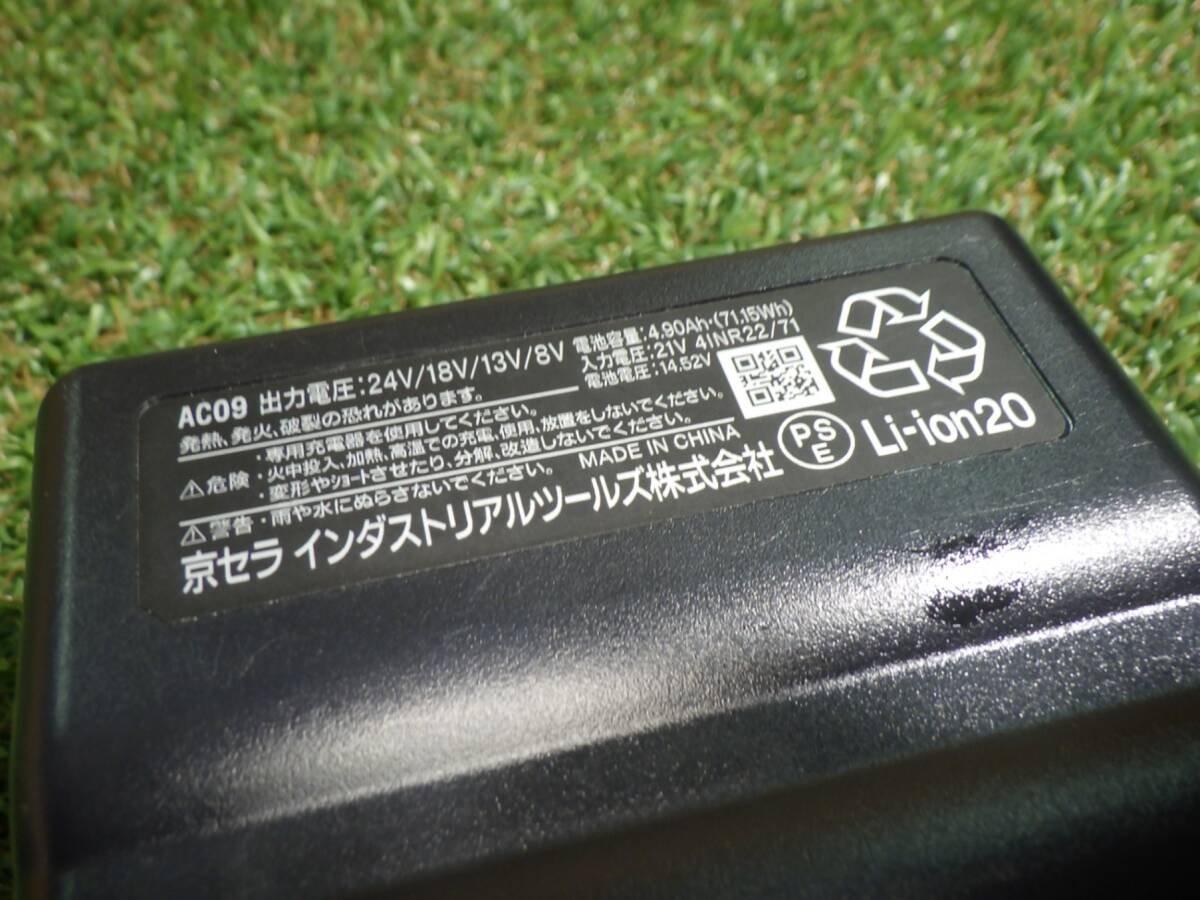 AC09 出力電圧:24V/18V/13V/8V
電池容量:4.90Ah・(71.15Wh)
入力電圧:21V 4INR22/71
電池電圧:14.52V
発熱、発火、破裂の恐れがあります。
⚠危険
・専用充電器を使用してください。
・火中投入、加熱、高温での充電、使用、放置をしないでください。
・変形やショートさせたり、分解、改造しないでください。
⚠警告・雨や水にぬらさないでください。
MADE IN CHINA
京セラ インダストリアルツールズ株式会社
PS
E
Li-ion20